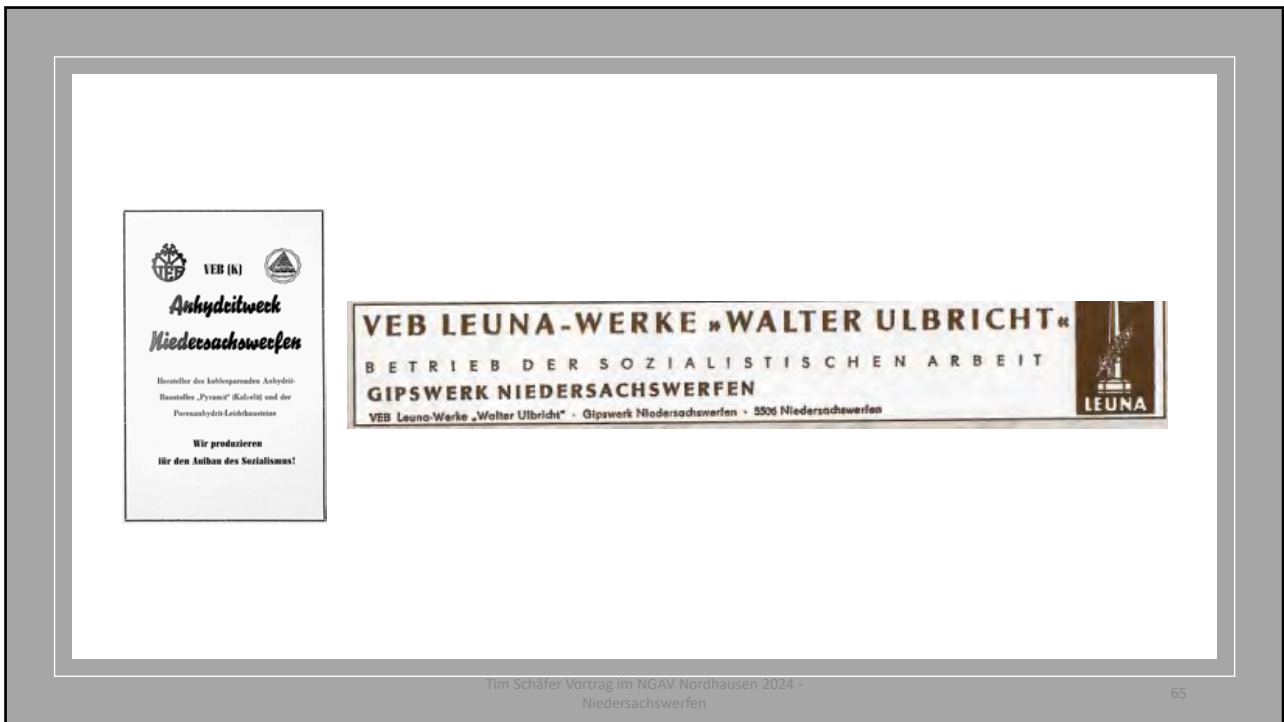 VEB
VEB (K)
Anhydritwerk
Niedersachswerfen
Hersteller des kohlesparenden Anhydrit-
Baustoffes „Pyramit“ und der
Porenanhydrit-Leichtbausteine
Wir produzieren
für den Aufbau des Sozialismus!
VEB LEUNA-WERKE »WALTER ULBRICHT«
BETRIEB DER SOZIALISTISCHEN ARBEIT
GIPSWERK NIEDERSACHSWERFEN
VEB Leuna-Werke „Walter Ulbricht“ · Gipswerk Niedersachswerfen · 5506 Niedersachswerfen
LEUNA
Tim Schäfer Vortrag im NGAV Nordhausen 2024 -
Niedersachswerfen
65